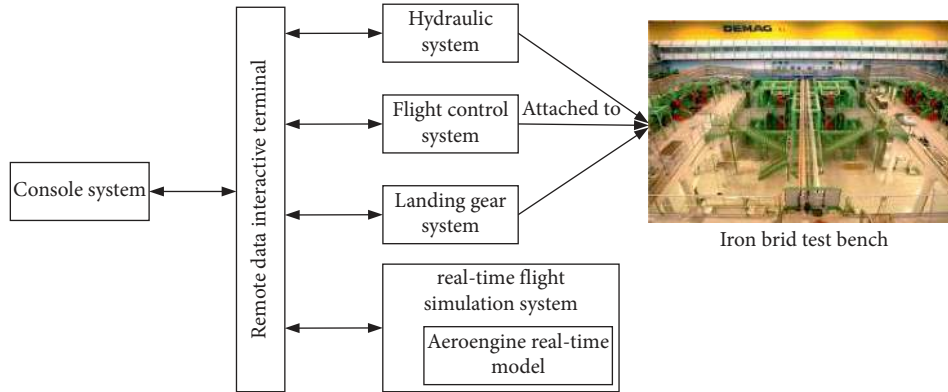 Console system
Remote data interactive terminal
Hydraulic
system
Flight control
system
Landing gear
system
real-time flight
simulation system
Aeroengine real-time
model
Attached to
DEMAG
Iron brid test bench